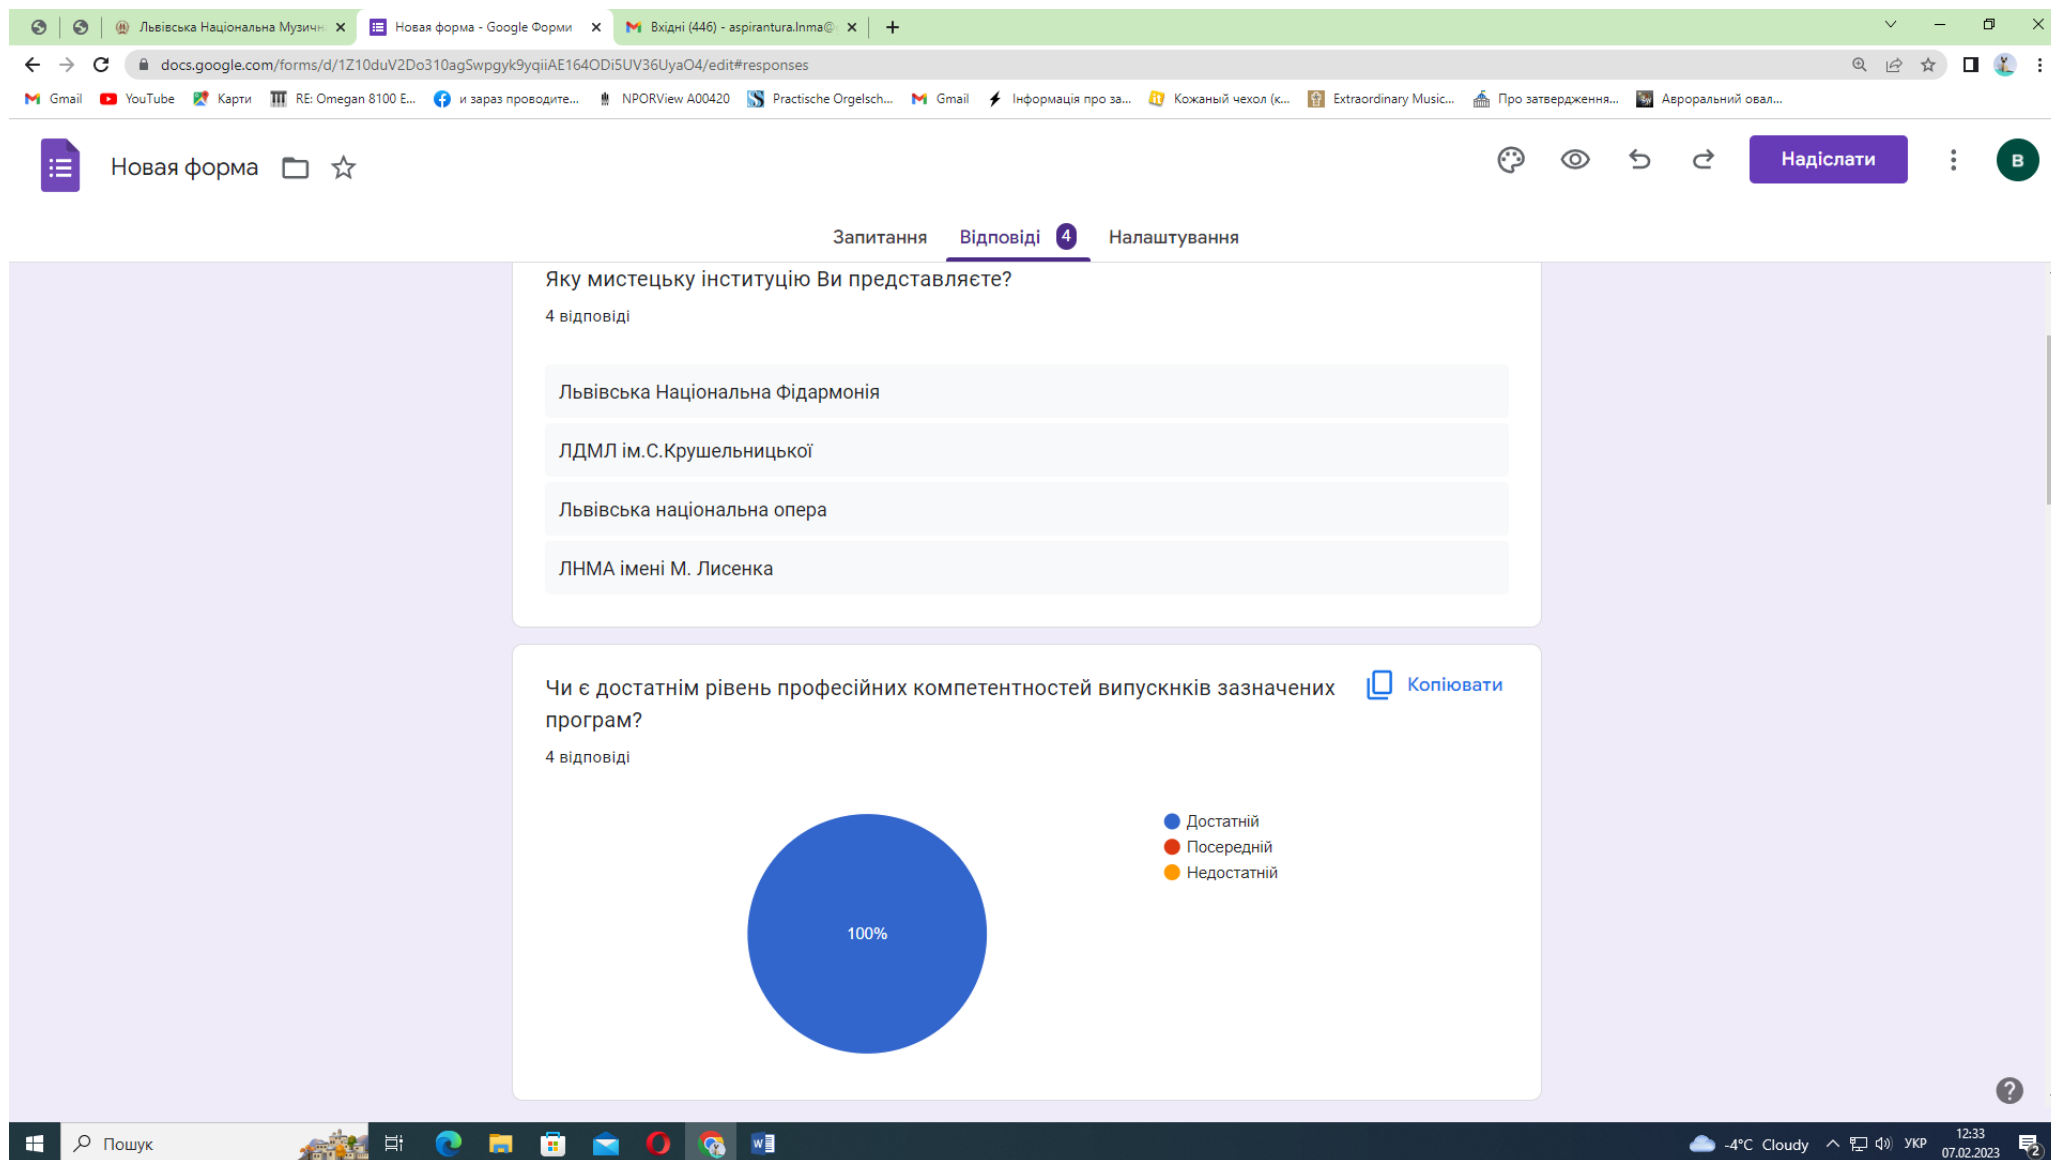 Львівська Національна Музичн
Новая форма - Google Форми
Вхідні (446) - aspirantura.lnma@
docs.google.com/forms/d/1Z10duV2Do310agSwpgyk9yqiiAE164ODi5UV36UyaO4/edit#responses
Gmail YouTube Карти RE: Omegan 8100 E... и зараз проводите... NPORView A00420 Practische Orgelsch... Gmail Інформація про за... Кожаный чехол (к... Extraordinary Music... Про затвердження... Авроральний овал...
Новая форма
Надіслати
В
Запитання Відповіді 4 Налаштування
Яку мистецьку інституцію Ви представляєте?
4 відповіді
Львівська Національна Фідармонія
ЛДМЛ ім.С.Крушельницької
Львівська національна опера
ЛНМА імені М. Лисенка
Чи є достатнім рівень професійних компетентностей випускнків зазначених
програм?
Копіювати
4 відповіді
Достатній
Посередній
Недостатній
100%
Пошук
-4°C Cloudy
УКР
12:33
07.02.2023
2